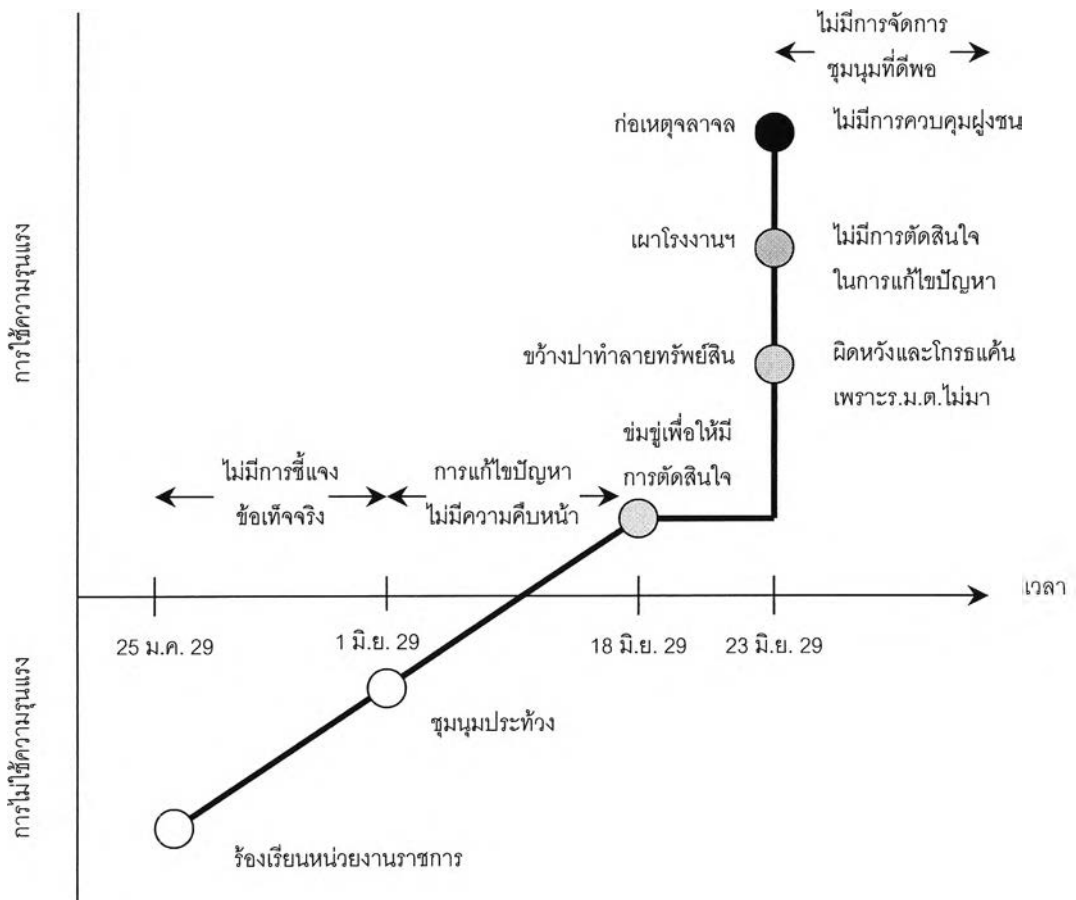 ไม่มีการจัดการ
ชุมนุมที่ดีพอ
ก่อเหตุจลาจล
ไม่มีการควบคุมฝูงชน
เผาโรงงานฯ
ไม่มีการตัดสินใจ
ในการแก้ไขปัญหา
การใช้ความรุนแรง
ขว้างปาทำลายทรัพย์สิน
ผิดหวังและโกรธแค้น
เพราะร.ม.ต.ไม่มา
ข่มขู่เพื่อให้มี
การตัดสินใจ
ไม่มีการชี้แจง
ข้อเท็จจริง
การแก้ไขปัญหา
ไม่มีความคืบหน้า
เวลา
25 ม.ค. 29
1 มิ.ย. 29
18 มิ.ย. 29
23 มิ.ย. 29
การไม่ใช้ความรุนแรง
ชุมนุมประท้วง
ร้องเรียนหน่วยงานราชการ